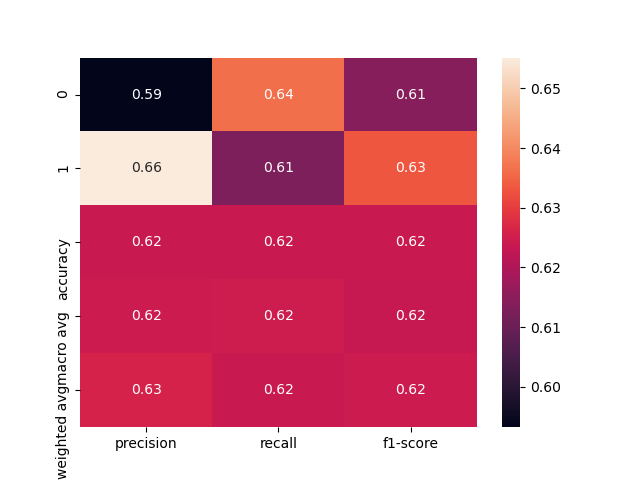 0 0.59 0.64 0.61
1 0.66 0.61 0.63
accuracy 0.62 0.62 0.62
macro avg 0.62 0.62 0.62
weighted avg 0.63 0.62 0.62
precision recall f1-score
0.65
0.64
0.63
0.62
0.61
0.60